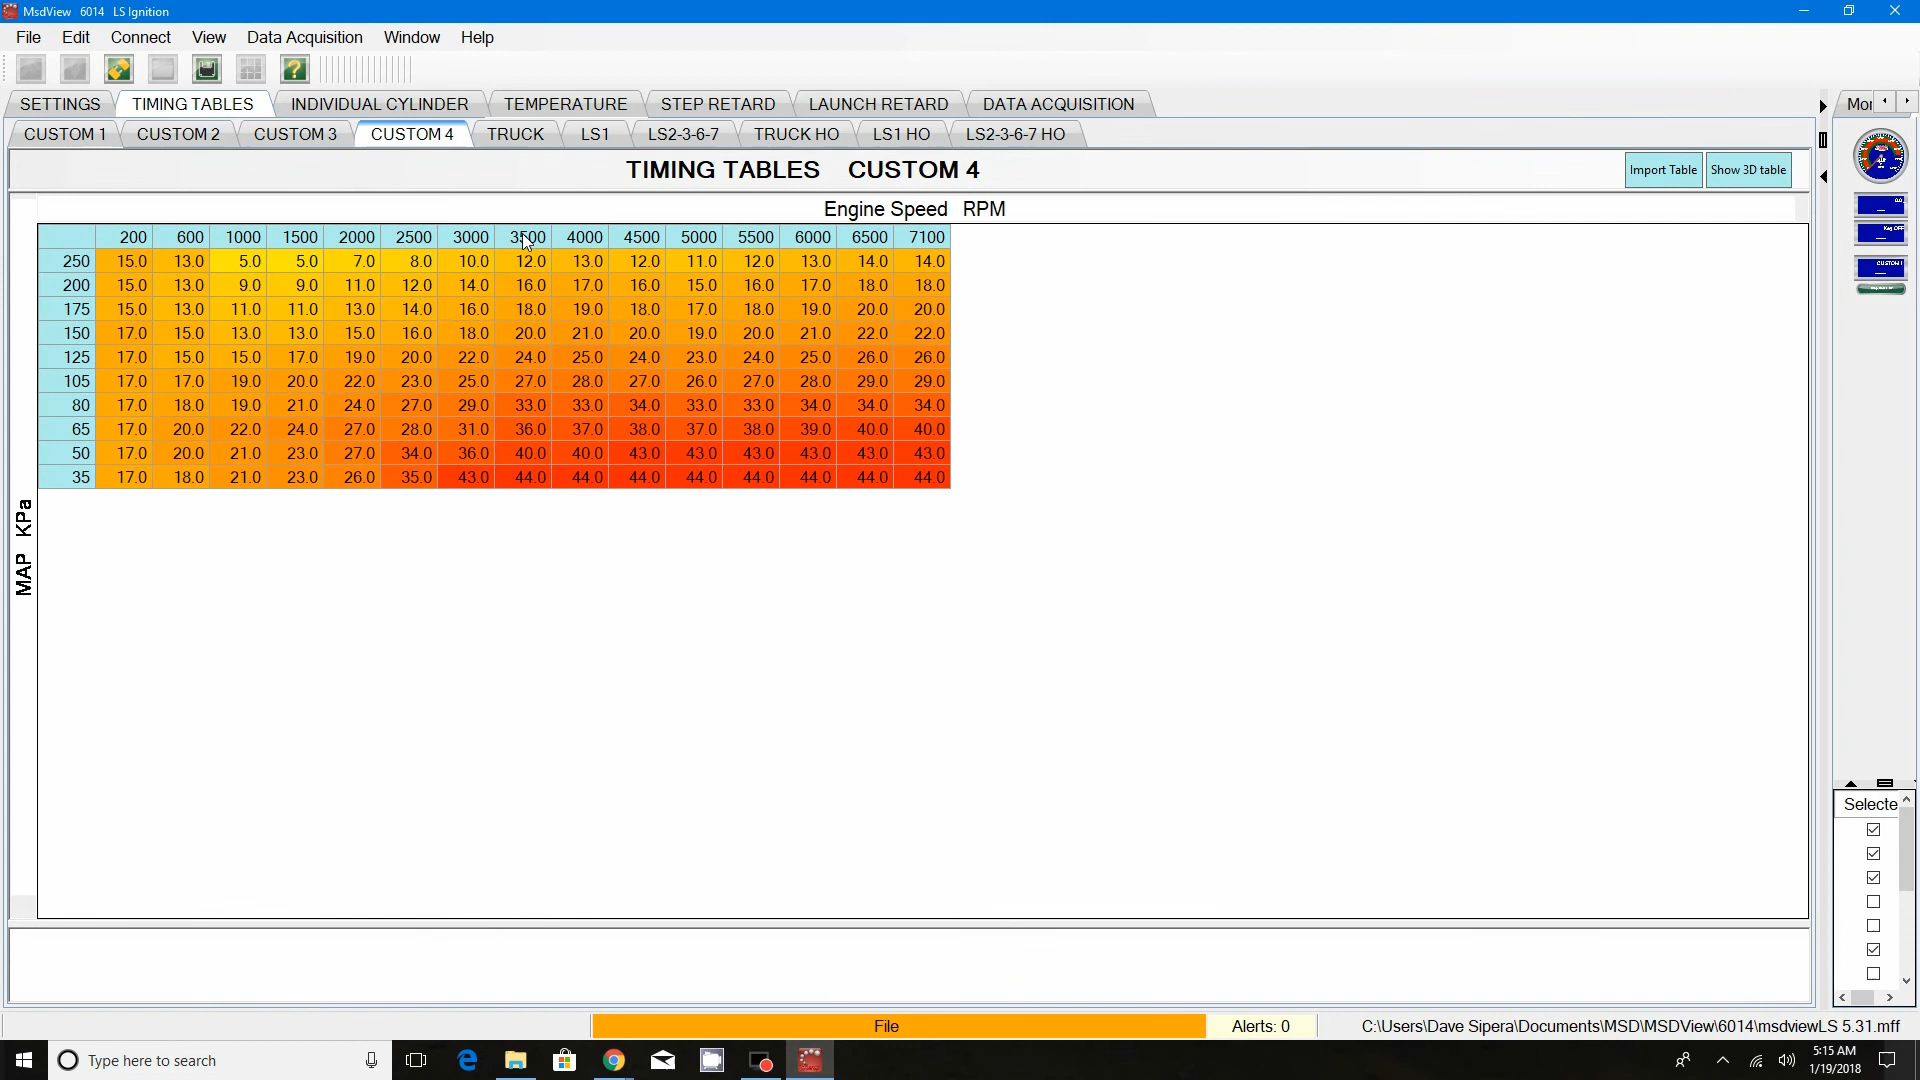 MsdView 6014 LS Ignition
File Edit Connect View Data Acquisition Window Help
SETTINGS TIMING TABLES INDIVIDUAL CYLINDER TEMPERATURE STEP RETARD LAUNCH RETARD DATA ACQUISITION Mor
CUSTOM 1 CUSTOM 2 CUSTOM 3 CUSTOM 4 TRUCK LS1 LS2-3-6-7 TRUCK HO LS1 HO LS2-3-6-7 HO
TIMING TABLES CUSTOM 4 Import Table Show 3D table
Engine Speed RPM
200 600 1000 1500 2000 2500 3000 3500 4000 4500 5000 5500 6000 6500 7100
250 15.0 13.0 5.0 5.0 7.0 8.0 10.0 12.0 13.0 12.0 11.0 12.0 13.0 14.0 14.0
200 15.0 13.0 9.0 9.0 11.0 12.0 14.0 16.0 17.0 16.0 15.0 16.0 17.0 18.0 18.0
175 15.0 13.0 11.0 11.0 13.0 14.0 16.0 18.0 19.0 18.0 17.0 18.0 19.0 20.0 20.0
150 17.0 15.0 13.0 13.0 15.0 16.0 18.0 20.0 21.0 20.0 19.0 20.0 21.0 22.0 22.0
125 17.0 15.0 15.0 17.0 19.0 20.0 22.0 24.0 25.0 24.0 23.0 24.0 25.0 26.0 26.0
105 17.0 17.0 19.0 20.0 22.0 23.0 25.0 27.0 28.0 27.0 26.0 27.0 28.0 29.0 29.0
80 17.0 18.0 19.0 21.0 24.0 27.0 29.0 33.0 33.0 34.0 33.0 33.0 34.0 34.0 34.0
65 17.0 20.0 22.0 24.0 27.0 28.0 31.0 36.0 37.0 38.0 37.0 38.0 39.0 40.0 40.0
50 17.0 20.0 21.0 23.0 27.0 34.0 36.0 40.0 40.0 43.0 43.0 43.0 43.0 43.0 43.0
35 17.0 18.0 21.0 23.0 26.0 35.0 43.0 44.0 44.0 44.0 44.0 44.0 44.0 44.0 44.0
MAP KPa
Key OFF
CUSTOM 1
Selecte
File Alerts: 0 C:\Users\Dave Sipera\Documents\MSD\MSDView\6014\msdviewLS 5.31.mff
Type here to search
5:15 AM
1/19/2018